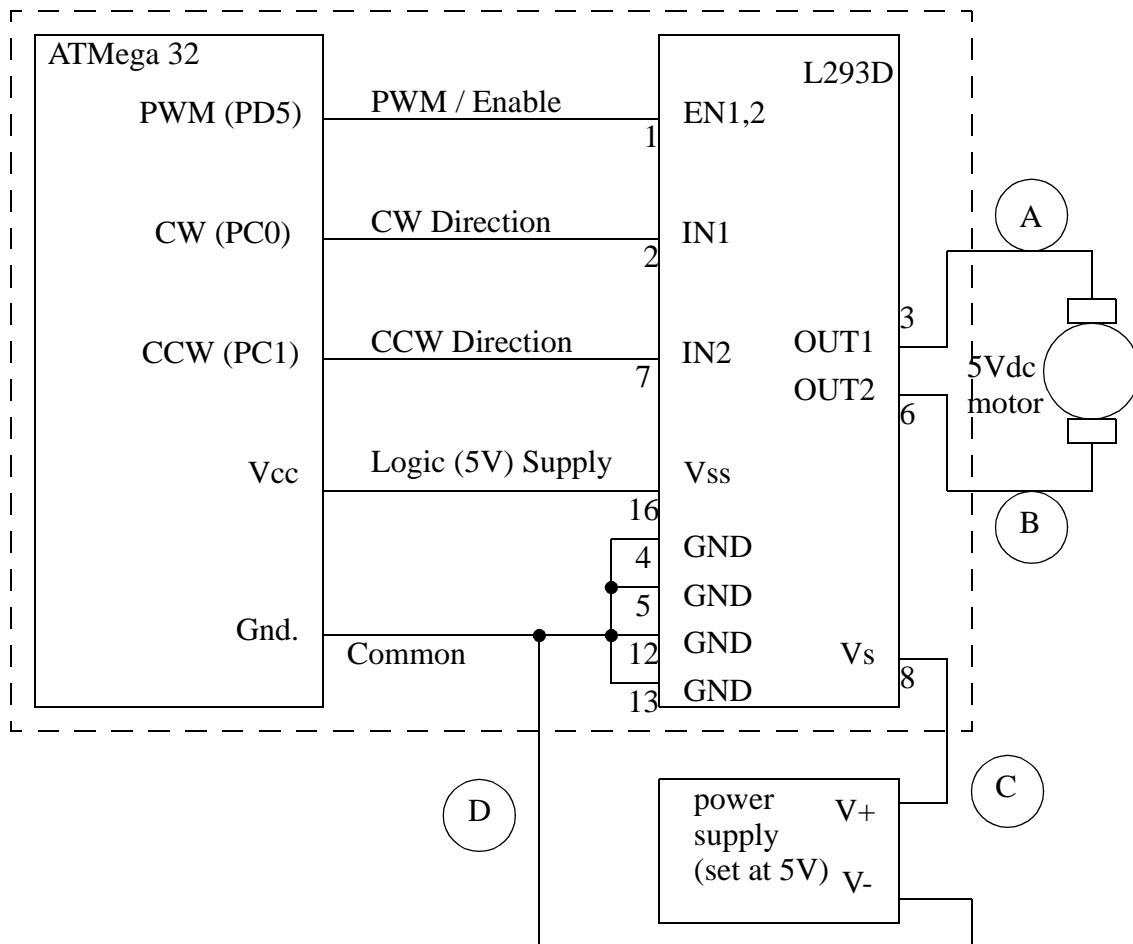 ATMega 32
L293D
PWM (PD5)
PWM / Enable
1
EN1,2
CW (PC0)
CW Direction
2
IN1
A
CCW (PC1)
CCW Direction
7
IN2
3
OUT1
OUT2
6
5Vdc
motor
Vcc
Logic (5V) Supply
16
Vss
B
4
GND
5
GND
Gnd.
Common
12
GND
Vs
8
13
GND
D
C
power
supply
(set at 5V)
V+
V-